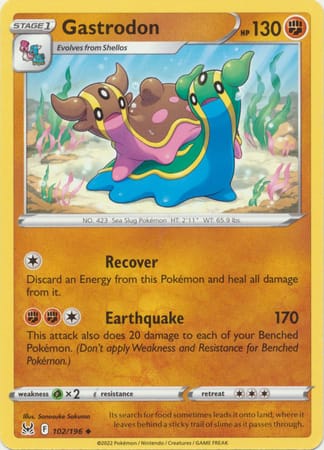 STAGE 1
Gastrodon
HP 130
Evolves from Shellos
NO. 423 Sea Slug Pokémon HT: 2'11" WT: 65.9 lbs.
Recover
Discard an Energy from this Pokémon and heal all damage
from it.
Earthquake 170
This attack also does 20 damage to each of your Benched
Pokémon. (Don't apply Weakness and Resistance for Benched
Pokémon.)
weakness ×2 resistance retreat
Illus. Sanosuke Sakuma
F 102/196
Its search for food sometimes leads it onto land, where it
leaves behind a sticky trail of slime as it passes through.
©2022 Pokémon / Nintendo / Creatures / GAME FREAK